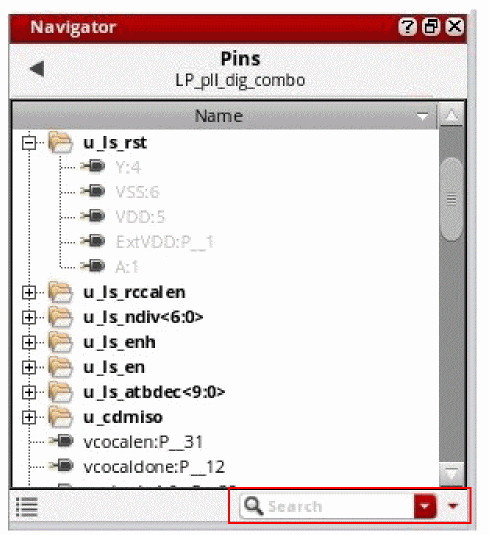 Navigator
Pins
LP_pll_dig_combo
Name
u_ls_rst
Y:4
VSS:6
VDD:5
ExtVDD:P__1
A:1
u_ls_rccalen
u_ls_ndiv<6:0>
u_ls_enh
u_ls_en
u_ls_atbdec<9:0>
u_cdmiso
vcocalen:P__31
vcocaldone:P__12
Search